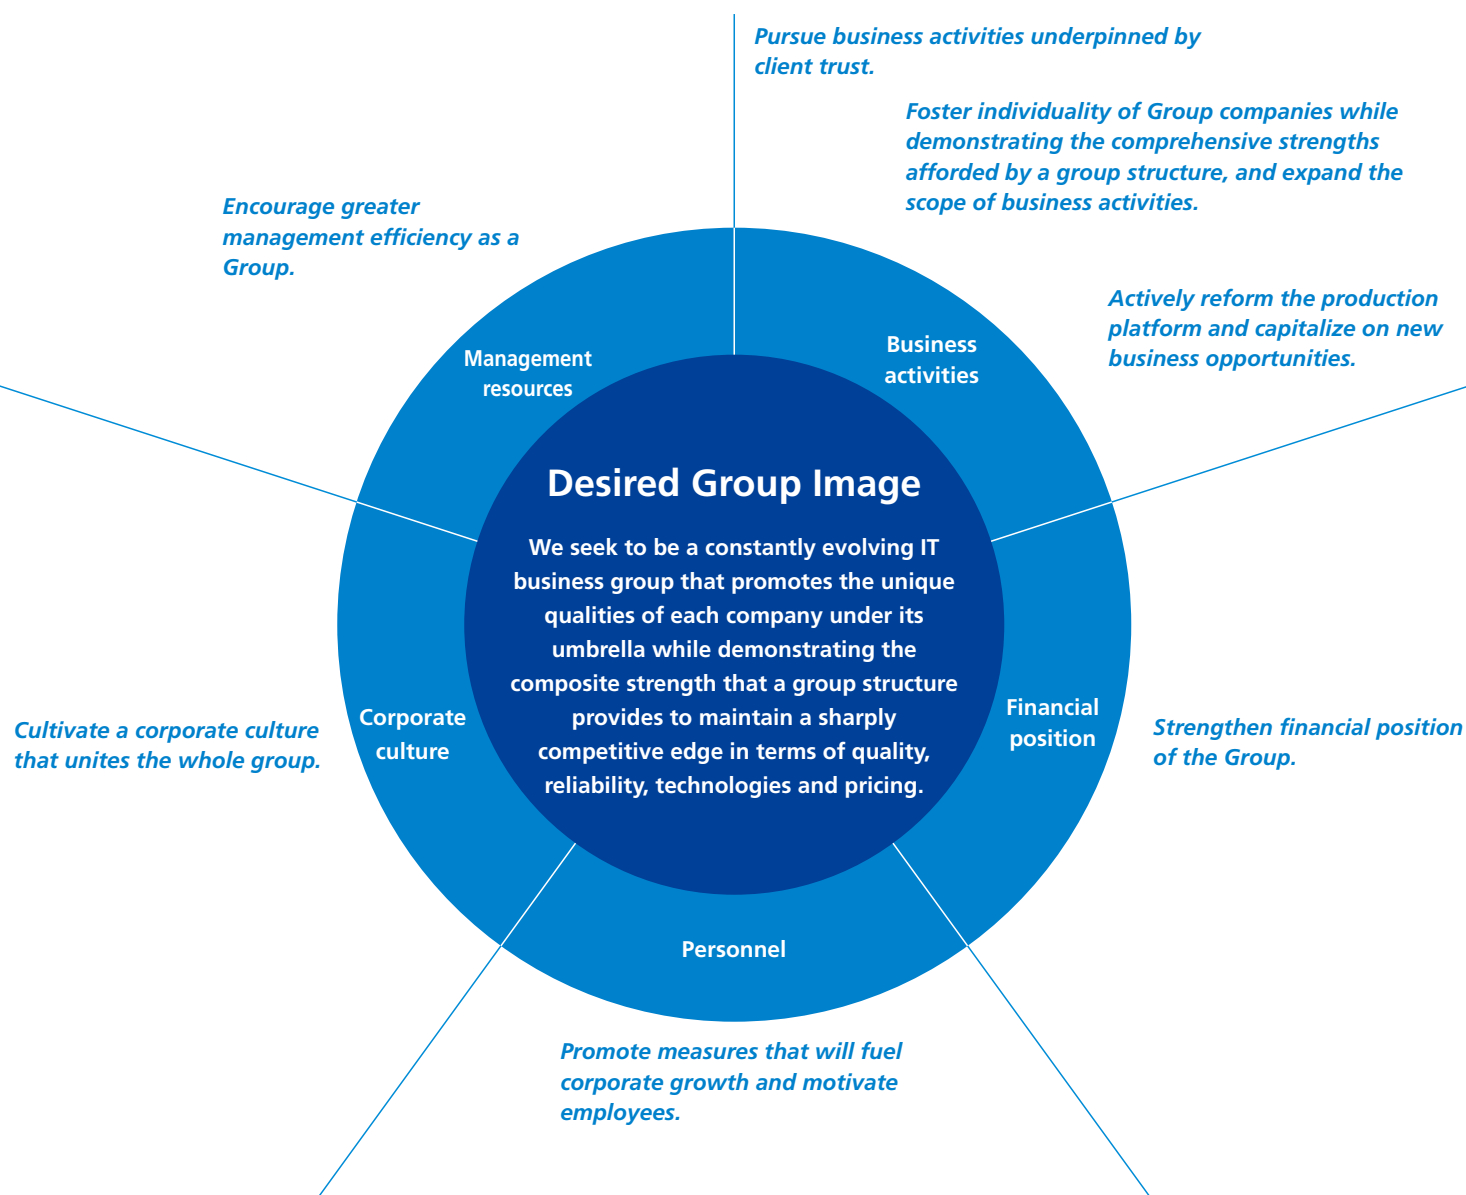 Pursue business activities underpinned by
client trust.
Foster individuality of Group companies while
demonstrating the comprehensive strengths
afforded by a group structure, and expand the
scope of business activities.
Encourage greater
management efficiency as a
Group.
Actively reform the production
platform and capitalize on new
business opportunities.
Management
resources
Business
activities
Desired Group Image
We seek to be a constantly evolving IT
business group that promotes the unique
qualities of each company under its
umbrella while demonstrating the
composite strength that a group structure
provides to maintain a sharply
competitive edge in terms of quality,
reliability, technologies and pricing.
Corporate
culture
Financial
position
Cultivate a corporate culture
that unites the whole group.
Strengthen financial position
of the Group.
Personnel
Promote measures that will fuel
corporate growth and motivate
employees.